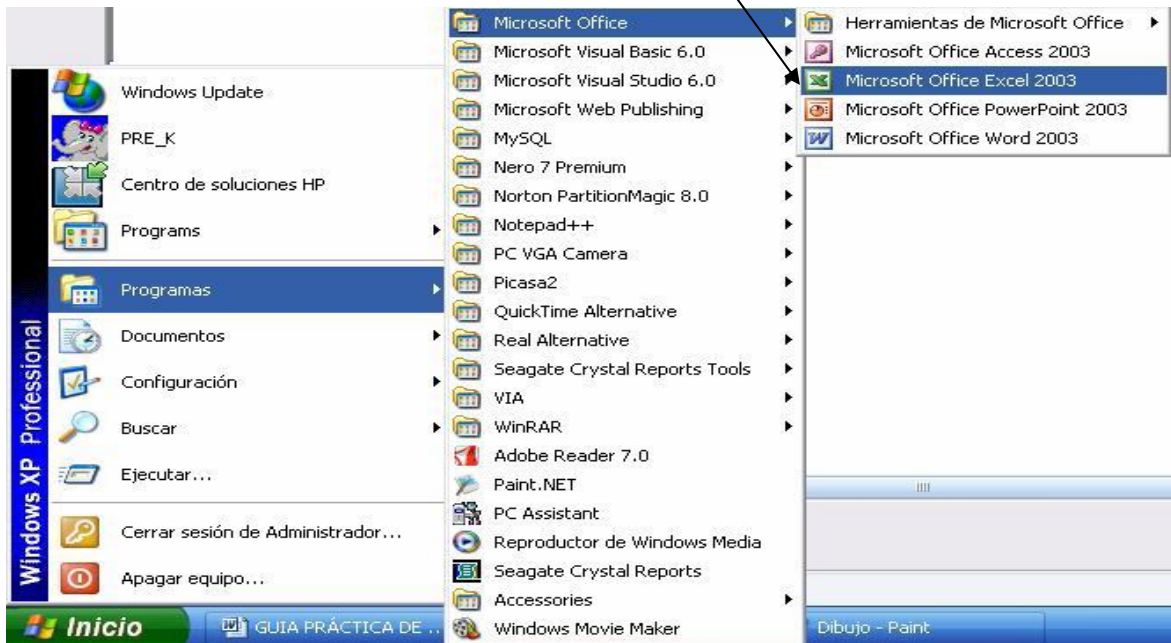 Windows XP Professional
Windows Update
PRE_K
Centro de soluciones HP
Programs
Programas
Documentos
Configuración
Buscar
Ejecutar...
Cerrar sesión de Administrador...
Apagar equipo...
Microsoft Office
Microsoft Visual Basic 6.0
Microsoft Visual Studio 6.0
Microsoft Web Publishing
MySQL
Nero 7 Premium
Norton PartitionMagic 8.0
Notepad++
PC VGA Camera
Picasa2
QuickTime Alternative
Real Alternative
Seagate Crystal Reports Tools
VIA
WinRAR
Adobe Reader 7.0
Paint.NET
PC Assistant
Reproductor de Windows Media
Seagate Crystal Reports
Accessories
Windows Movie Maker
Herramientas de Microsoft Office
Microsoft Office Access 2003
Microsoft Office Excel 2003
Microsoft Office PowerPoint 2003
Microsoft Office Word 2003
Inicio
GUIA PRÁCTICA DE ...
Dibujo - Paint